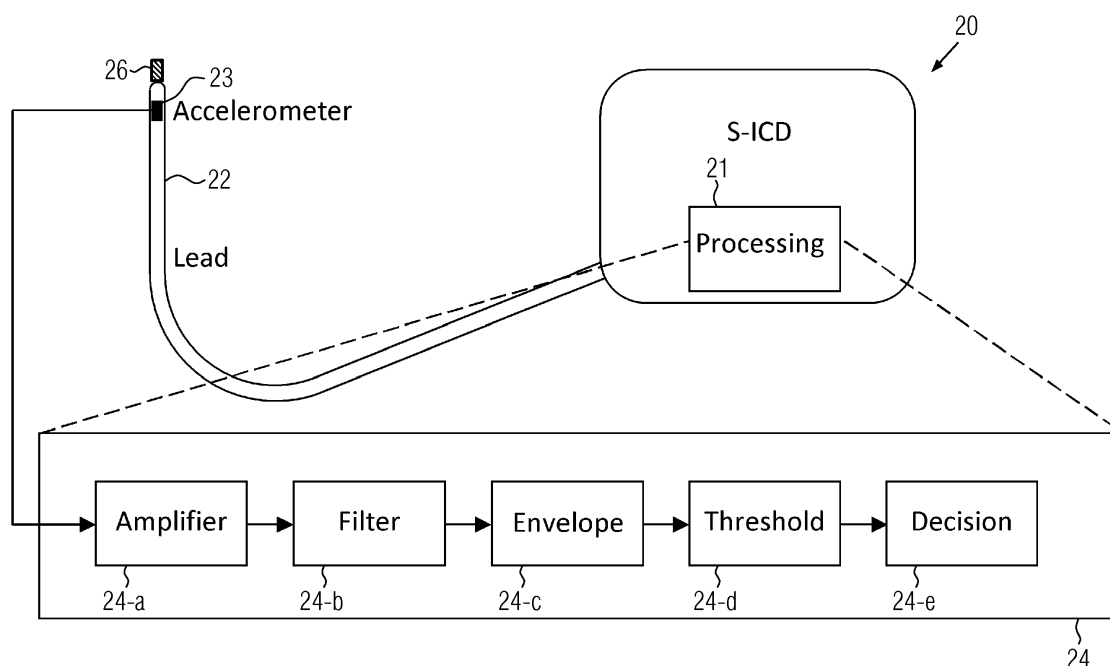 20
26
23
Accelerometer
S-ICD
22
21
Processing
Lead
Amplifier
Filter
Envelope
Threshold
Decision
24-a
24-b
24-c
24-d
24-e
24